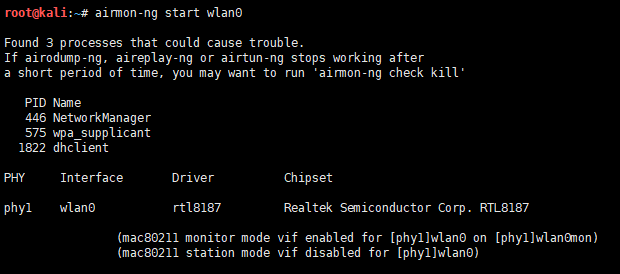 root@kali:~# airmon-ng start wlan0
Found 3 processes that could cause trouble.
If airodump-ng, aireplay-ng or airtun-ng stops working after
a short period of time, you may want to run 'airmon-ng check kill'
PID Name
446 NetworkManager
575 wpa_supplicant
1822 dhclient
PHY Interface Driver Chipset
phy1 wlan0 rtl8187 Realtek Semiconductor Corp. RTL8187
(mac80211 monitor mode vif enabled for [phy1]wlan0 on [phy1]wlan0mon)
(mac80211 station mode vif disabled for [phy1]wlan0)